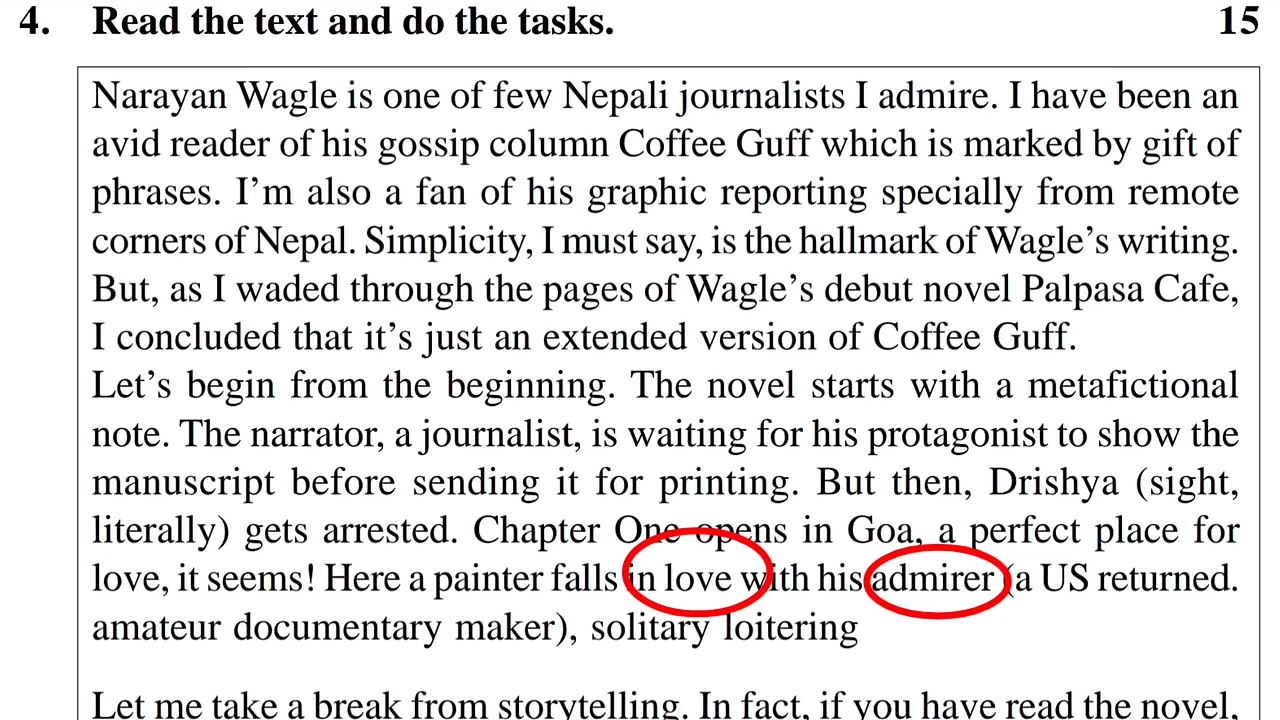 4. Read the text and do the tasks. 15
Narayan Wagle is one of few Nepali journalists I admire. I have been an
avid reader of his gossip column Coffee Guff which is marked by gift of
phrases. I'm also a fan of his graphic reporting specially from remote
corners of Nepal. Simplicity, I must say, is the hallmark of Wagle's writing.
But, as I waded through the pages of Wagle's debut novel Palpasa Cafe,
I concluded that it's just an extended version of Coffee Guff.
Let's begin from the beginning. The novel starts with a metafictional
note. The narrator, a journalist, is waiting for his protagonist to show the
manuscript before sending it for printing. But then, Drishya (sight,
literally) gets arrested. Chapter One opens in Goa, a perfect place for
love, it seems! Here a painter falls in love with his admirer (a US returned.
amateur documentary maker), solitary loitering
Let me take a break from storytelling. In fact, if you have read the novel,